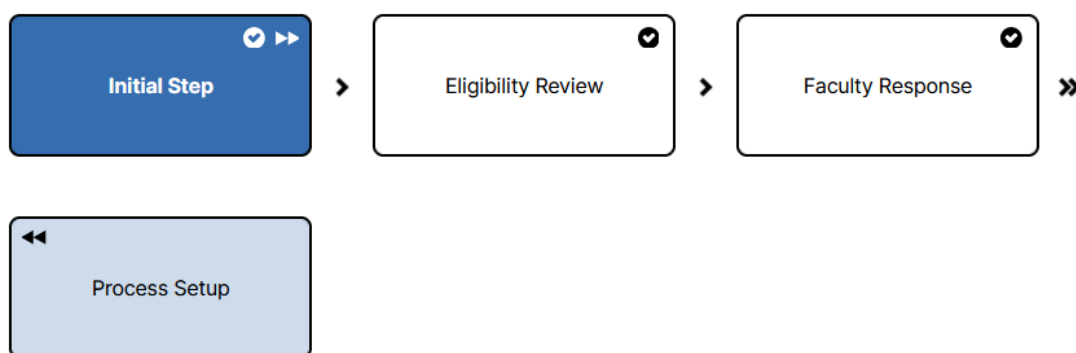 Initial Step
Eligibility Review
Faculty Response
Process Setup